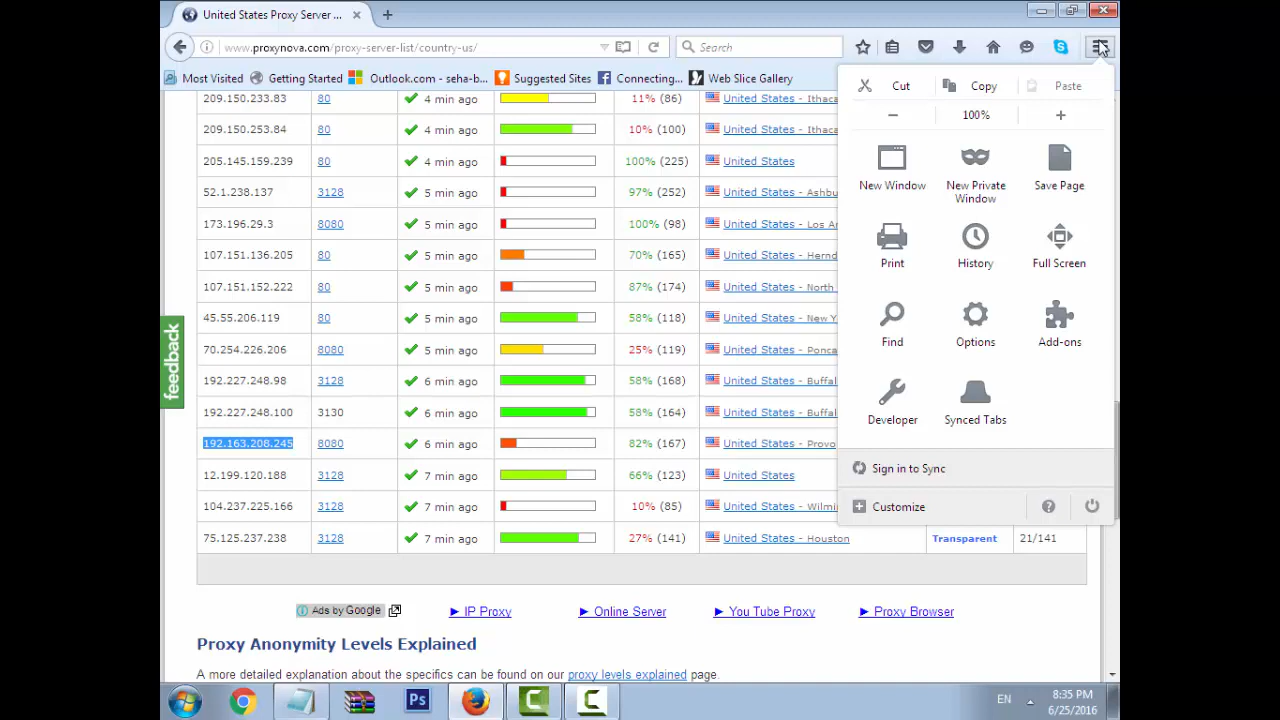 United States Proxy Server ...
www.proxynova.com/proxy-server-list/country-us/
Search
Most Visited Getting Started Outlook.com - seha-b... Suggested Sites Connecting... Web Slice Gallery
209.150.233.83 80 4 min ago 11% (86) United States - Ithaca
209.150.253.84 80 4 min ago 10% (100) United States - Ithaca
205.145.159.239 80 4 min ago 100% (225) United States
52.1.238.137 3128 5 min ago 97% (252) United States - Ashbu
173.196.29.3 8080 5 min ago 100% (98) United States - Los A
107.151.136.205 80 5 min ago 70% (165) United States - Hernd
107.151.152.222 80 5 min ago 87% (174) United States - North
45.55.206.119 80 5 min ago 58% (118) United States - New Y
70.254.226.206 8080 5 min ago 25% (119) United States - Ponca
192.227.248.98 3128 6 min ago 58% (168) United States - Buffal
192.227.248.100 3130 6 min ago 58% (164) United States - Buffal
192.163.208.245 8080 6 min ago 82% (167) United States - Provo
12.199.120.188 3128 7 min ago 66% (123) United States
104.237.225.166 3128 7 min ago 10% (85) United States - Wilmi
75.125.237.238 3128 7 min ago 27% (141) United States - Houston Transparent 21/141
feedback
Cut Copy Paste
− 100% +
New Window New Private Window Save Page
Print History Full Screen
Find Options Add-ons
Developer Synced Tabs
Sign in to Sync
Customize
Ads by Google IP Proxy Online Server You Tube Proxy Proxy Browser
Proxy Anonymity Levels Explained
A more detailed explanation about the specifics can be found on our proxy levels explained page.
Ps
EN
8:35 PM
6/25/2016